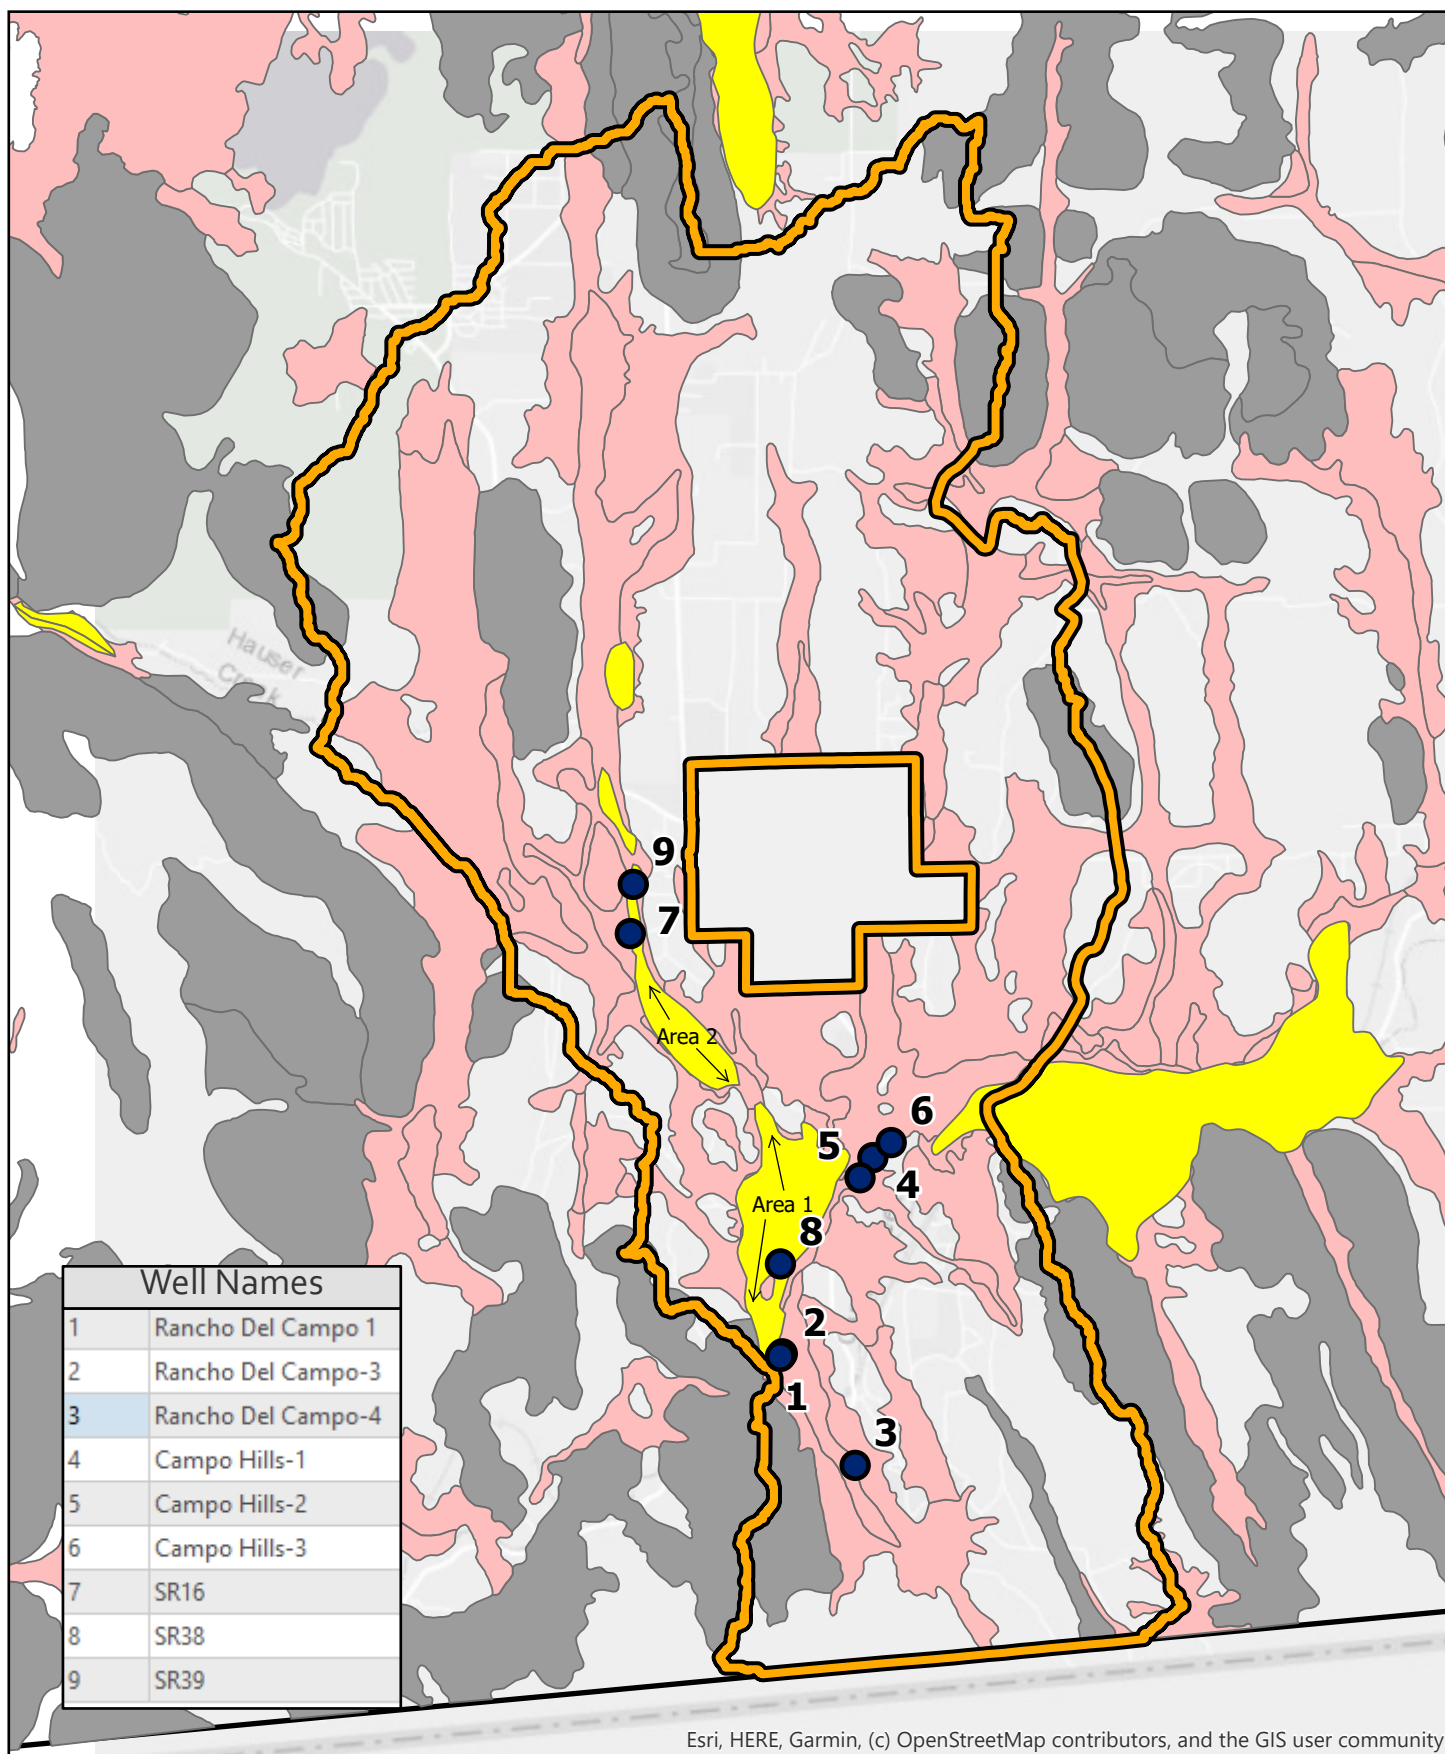 Hauser
Creek
9
7
Area 2
6
5
4
Area 1
8
2
1
3
Well Names
1 Rancho Del Campo 1
2 Rancho Del Campo-3
3 Rancho Del Campo-4
4 Campo Hills-1
5 Campo Hills-2
6 Campo Hills-3
7 SR16
8 SR38
9 SR39
Esri, HERE, Garmin, (c) OpenStreetMap contributors, and the GIS user community